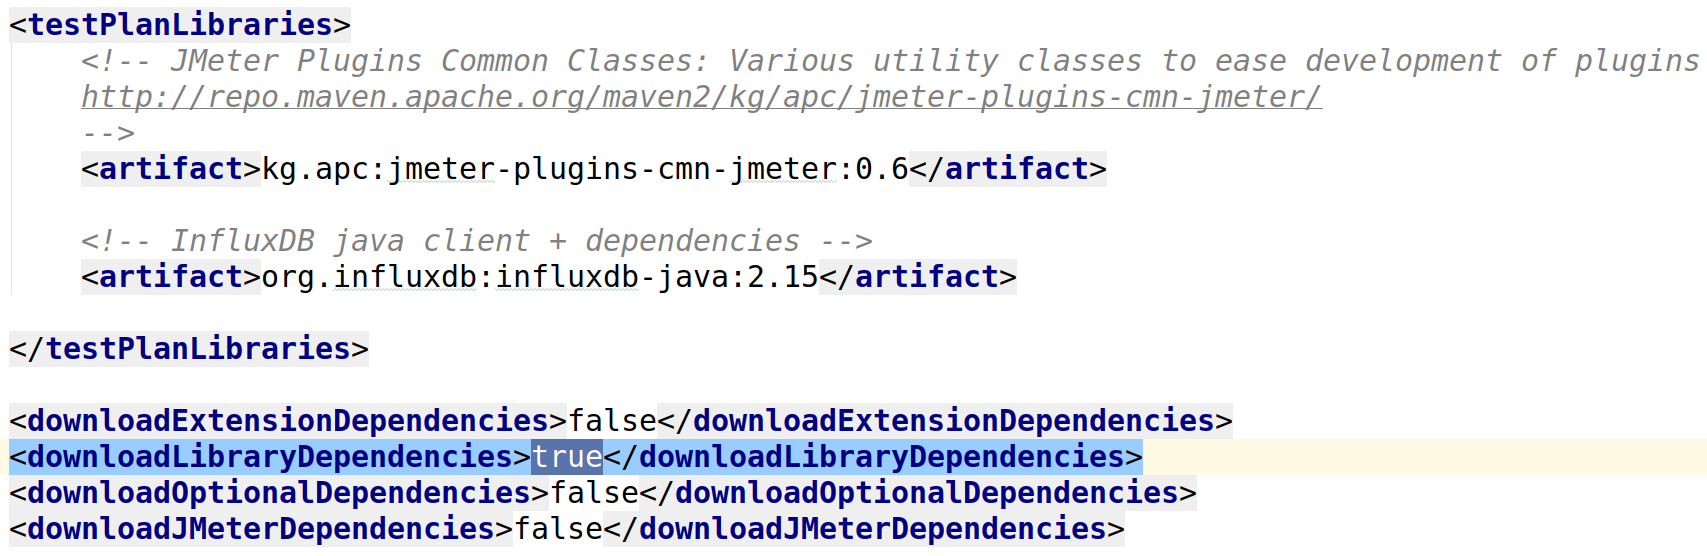 <testPlanLibraries>
<!-- JMeter Plugins Common Classes: Various utility classes to ease development of plugins
http://repo.maven.apache.org/maven2/kg/apc/jmeter-plugins-cmn-jmeter/
-->
<artifact>kg.apc:jmeter-plugins-cmn-jmeter:0.6</artifact>
<!-- InfluxDB java client + dependencies -->
<artifact>org.influxdb:influxdb-java:2.15</artifact>
</testPlanLibraries>
<downloadExtensionDependencies>false</downloadExtensionDependencies>
<downloadLibraryDependencies>true</downloadLibraryDependencies>
<downloadOptionalDependencies>false</downloadOptionalDependencies>
<downloadJMeterDependencies>false</downloadJMeterDependencies>